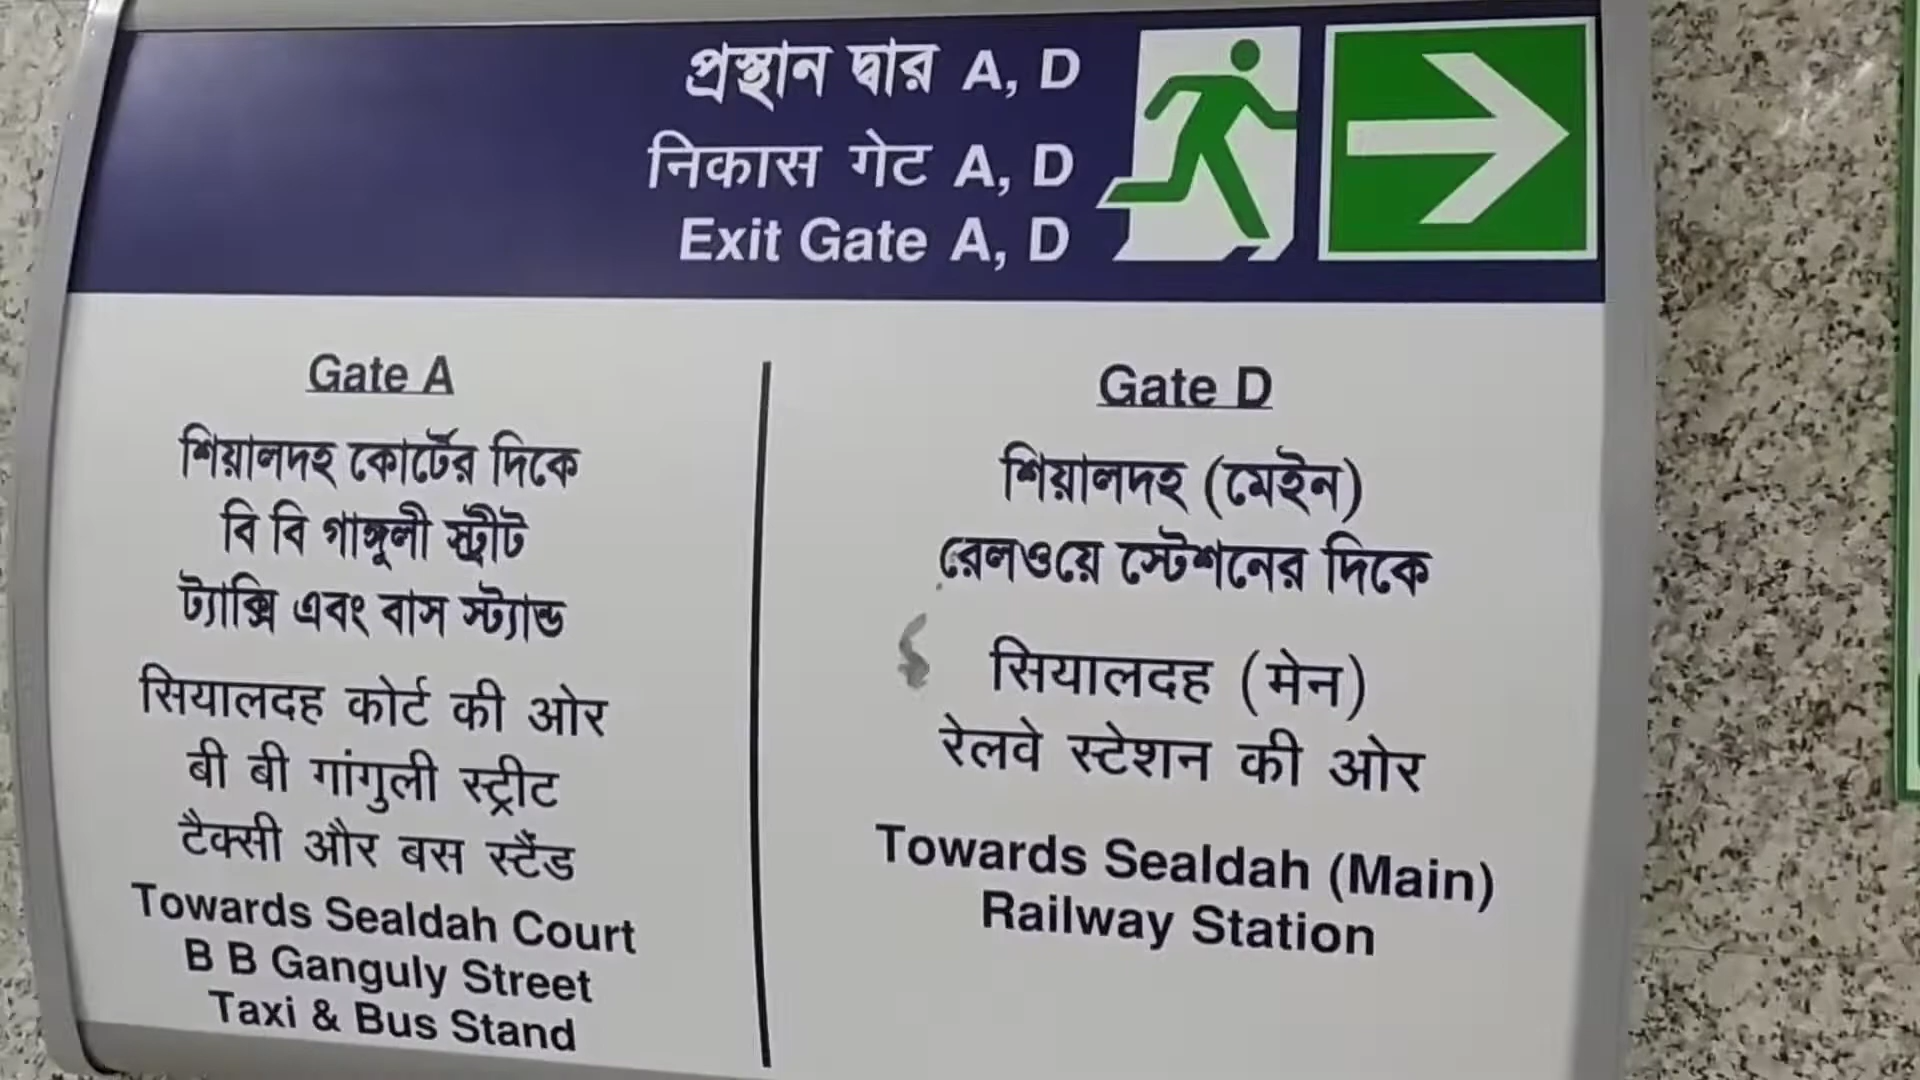 প্রস্থান দ্বার A, D
निकास गेट A, D
Exit Gate A, D
Gate A
শিয়ালদহ কোর্টের দিকে
বি বি গাঙ্গুলী স্ট্রীট
ট্যাক্সি এবং বাস স্ট্যান্ড
सियालदह कोर्ट की ओर
बी बी गांगुली स्ट्रीट
टैक्सी और बस स्टैंड
Towards Sealdah Court
B B Ganguly Street
Taxi & Bus Stand
Gate D
শিয়ালদহ (মেইন)
রেলওয়ে স্টেশনের দিকে
सियालदह (मेन)
रेलवे स्टेशन की ओर
Towards Sealdah (Main)
Railway Station